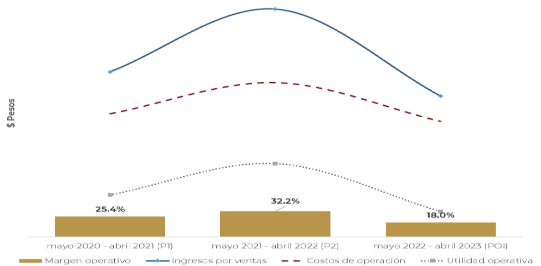 $ Pesos
25.4%
32.2%
18.0%
mayo 2020 - abril 2021 (P1)
mayo 2021 - abril 2022 (P2)
mayo 2022 - abril 2023 (POI)
Margen operativo
Ingresos por ventas
Costos de operación
Utilidad operativa